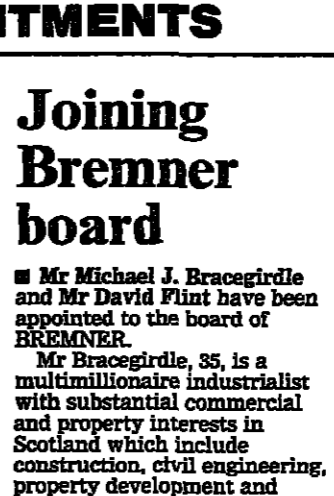 ITMENTS
Joining
Bremner
board
■ Mr Michael J. Bracegirdle
and Mr David Flint have been
appointed to the board of
BREMNER.
Mr Bracegirdle, 35, is a
multimillionaire industrialist
with substantial commercial
and property interests in
Scotland which include
construction, civil engineering,
property development and